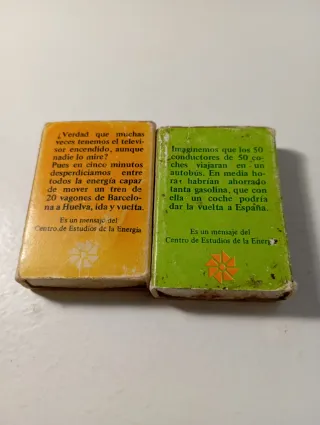 ¿Verdad que muchas
veces tenemos el televi-
sor encendido, aunque
nadie lo mire?
Pues en cinco minutos
desperdiciamos entre
todos la energía capaz
de mover un tren de
20 vagones de Barcelo-
na a Huelva, ida y vuelta.
Es un mensaje del
Centro de Estudios de la Energía
Imaginemos que los 50
conductores de 50 co-
ches viajaran en un
autobús. En media ho-
ra habrían ahorrado
tanta gasolina, que con
ella un coche podría
dar la vuelta a España.
Es un mensaje del
Centro de Estudios de la Energía